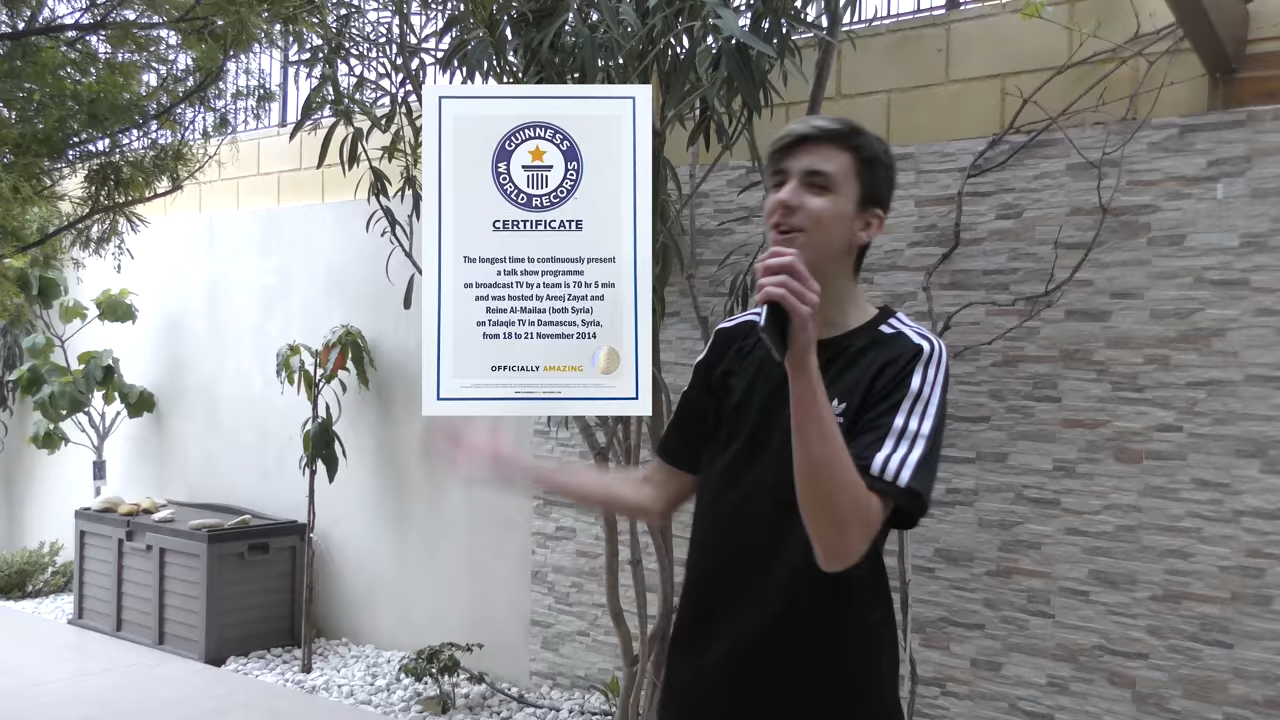 GUINNESS
WORLD RECORDS
CERTIFICATE
The longest time to continuously present
a talk show programme
on broadcast TV by a team is 70 hr 5 min
and was hosted by Areej Zayat and
Reine Al-Mailaa (both Syria)
on Talaqie TV in Damascus, Syria,
from 18 to 21 November 2014
OFFICIALLY AMAZING